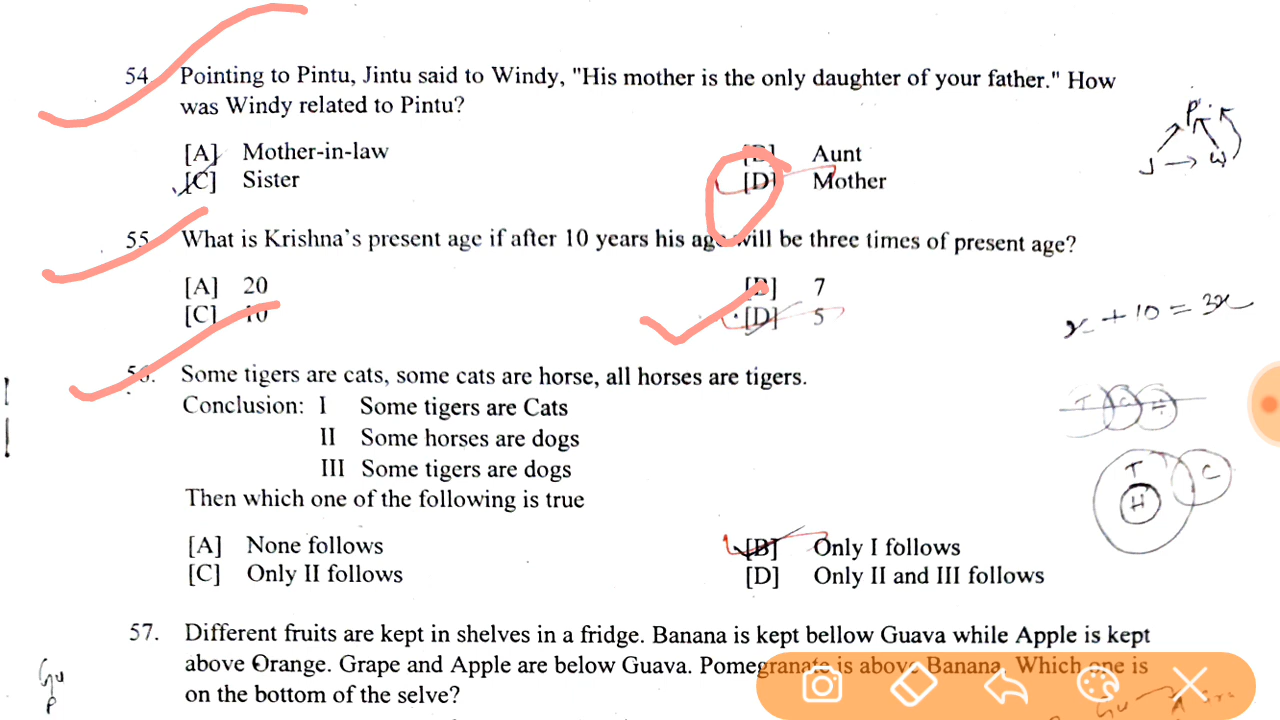 54. Pointing to Pintu, Jintu said to Windy, "His mother is the only daughter of your father." How
was Windy related to Pintu?
[A] Mother-in-law [B] Aunt
[C] Sister [D] Mother
55. What is Krishna's present age if after 10 years his age will be three times of present age?
[A] 20 [B] 7
[C] 10 [D] 5
x + 10 = 3x
56. Some tigers are cats, some cats are horse, all horses are tigers.
Conclusion: I Some tigers are Cats
II Some horses are dogs
III Some tigers are dogs
Then which one of the following is true
[A] None follows [B] Only I follows
[C] Only II follows [D] Only II and III follows
P
J W
T C H
T C
H
57. Different fruits are kept in shelves in a fridge. Banana is kept bellow Guava while Apple is kept
above Orange. Grape and Apple are below Guava. Pomegranate is above Banana. Which one is
on the bottom of the selve?
Gu
P
Gu A